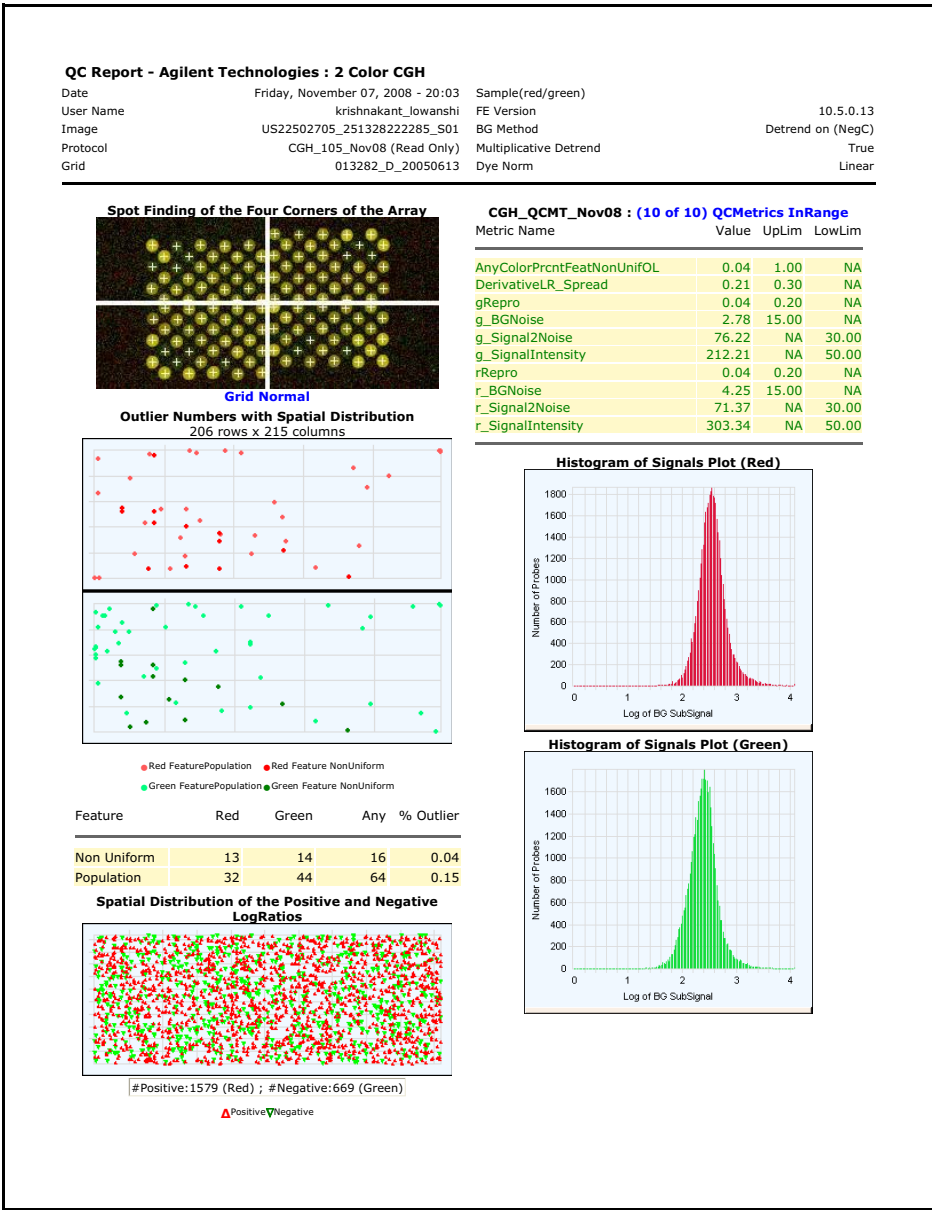 QC Report - Agilent Technologies : 2 Color CGH
Date Friday, November 07, 2008 - 20:03 Sample(red/green)
User Name krishnakant_lowanshi FE Version 10.5.0.13
Image US22502705_251328222285_S01 BG Method Detrend on (NegC)
Protocol CGH_105_Nov08 (Read Only) Multiplicative Detrend True
Grid 013282_D_20050613 Dye Norm Linear
Spot Finding of the Four Corners of the Array
Grid Normal
Outlier Numbers with Spatial Distribution
206 rows x 215 columns
Red FeaturePopulation Red Feature NonUniform
Green FeaturePopulation Green Feature NonUniform
Feature Red Green Any % Outlier
Non Uniform 13 14 16 0.04
Population 32 44 64 0.15
Spatial Distribution of the Positive and Negative
LogRatios
#Positive:1579 (Red) ; #Negative:669 (Green)
Positive Negative
CGH_QCMT_Nov08 : (10 of 10) QCMetrics InRange
Metric Name Value UpLim LowLim
AnyColorPrcntFeatNonUnifOL 0.04 1.00 NA
DerivativeLR_Spread 0.21 0.30 NA
gRepro 0.04 0.20 NA
g_BGNoise 2.78 15.00 NA
g_Signal2Noise 76.22 NA 30.00
g_SignalIntensity 212.21 NA 50.00
rRepro 0.04 0.20 NA
r_BGNoise 4.25 15.00 NA
r_Signal2Noise 71.37 NA 30.00
r_SignalIntensity 303.34 NA 50.00
Histogram of Signals Plot (Red)
Number of Probes
1800
1600
1400
1200
1000
800
600
400
200
0
0 1 2 3 4
Log of BG SubSignal
Histogram of Signals Plot (Green)
Number of Probes
1600
1400
1200
1000
800
600
400
200
0
0 1 2 3 4
Log of BG SubSignal